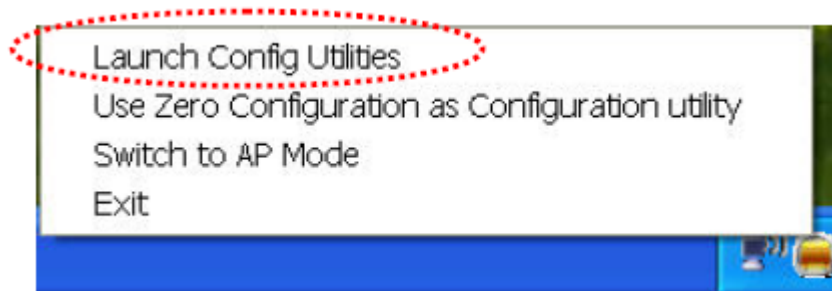 Launch Config Utilities
Use Zero Configuration as Configuration utility
Switch to AP Mode
Exit